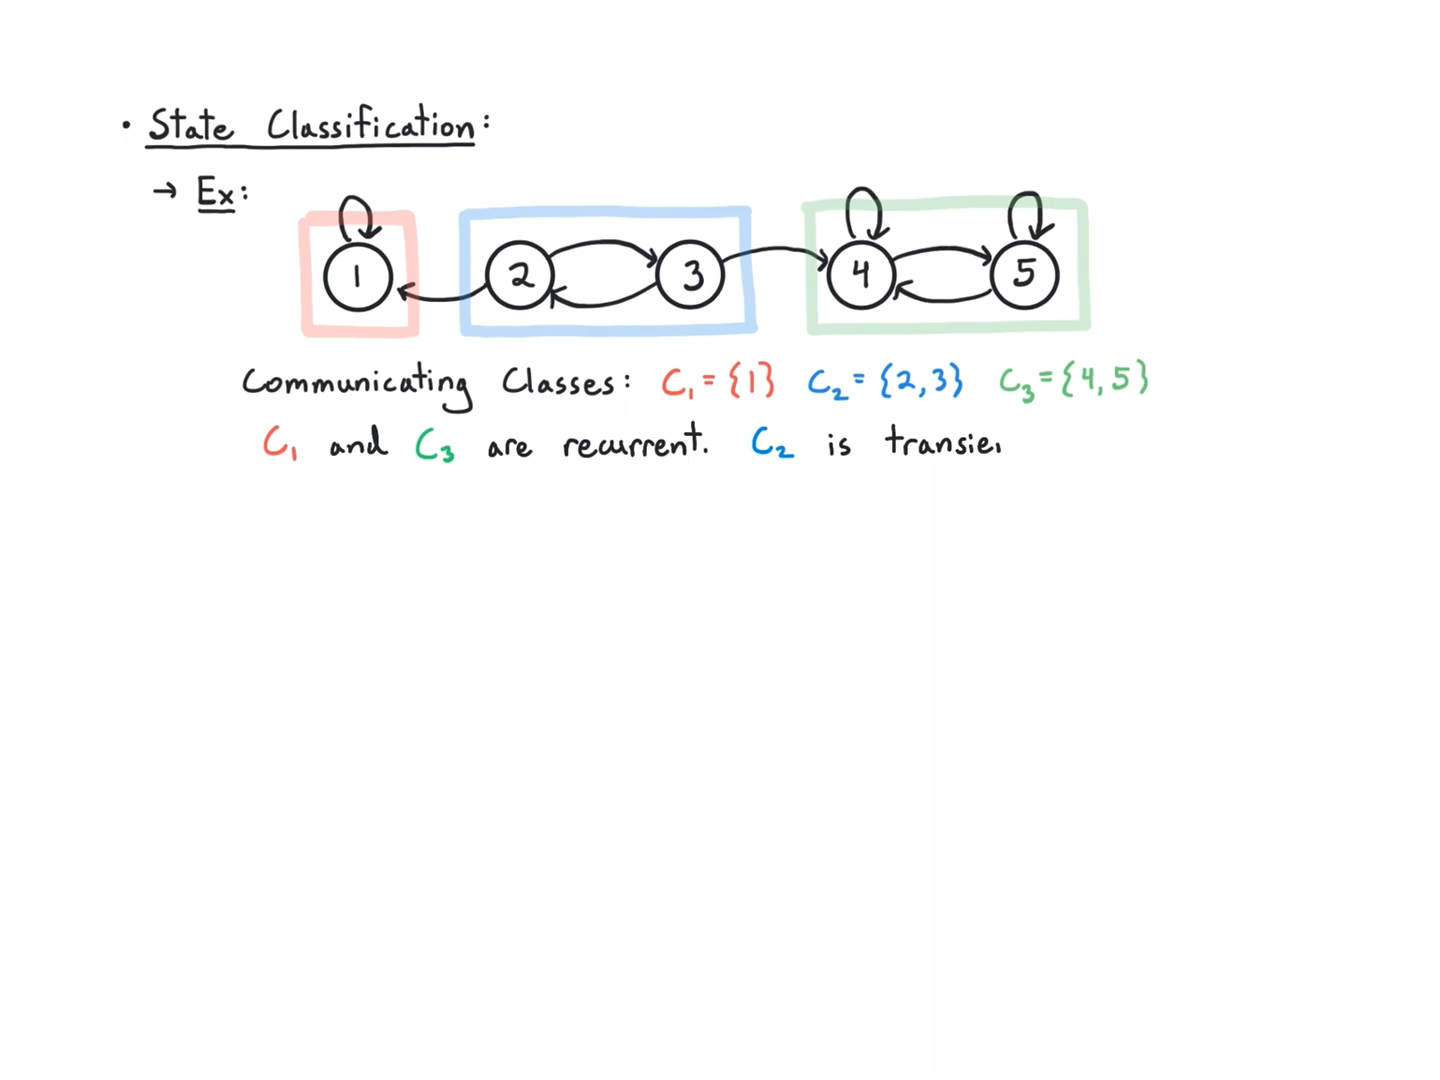 • State Classification:
→ Ex:
1 2 3 4 5
Communicating Classes: C₁ = {1} C₂ = {2,3} C₃ = {4,5}
C₁ and C₃ are recurrent. C₂ is transie